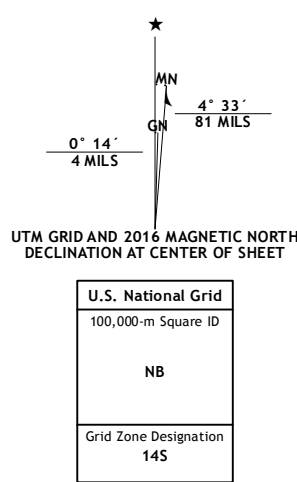 ★
MN
4° 33´
81 MILS
GN
0° 14´
4 MILS
UTM GRID AND 2016 MAGNETIC NORTH
DECLINATION AT CENTER OF SHEET
U.S. National Grid
100,000-m Square ID
NB
Grid Zone Designation
14S